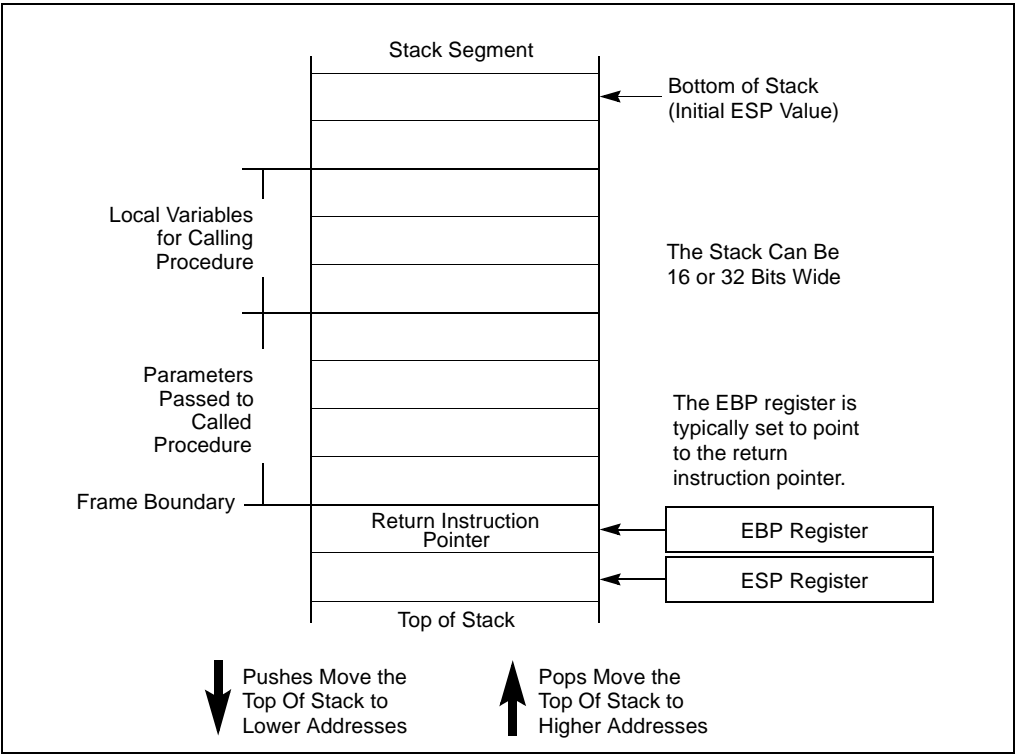 Stack Segment
Bottom of Stack
(Initial ESP Value)
Local Variables
for Calling
Procedure
The Stack Can Be
16 or 32 Bits Wide
Parameters
Passed to
Called
Procedure
The EBP register is
typically set to point
to the return
instruction pointer.
Frame Boundary
Return Instruction
Pointer
EBP Register
ESP Register
Top of Stack
Pushes Move the
Top Of Stack to
Lower Addresses
Pops Move the
Top Of Stack to
Higher Addresses